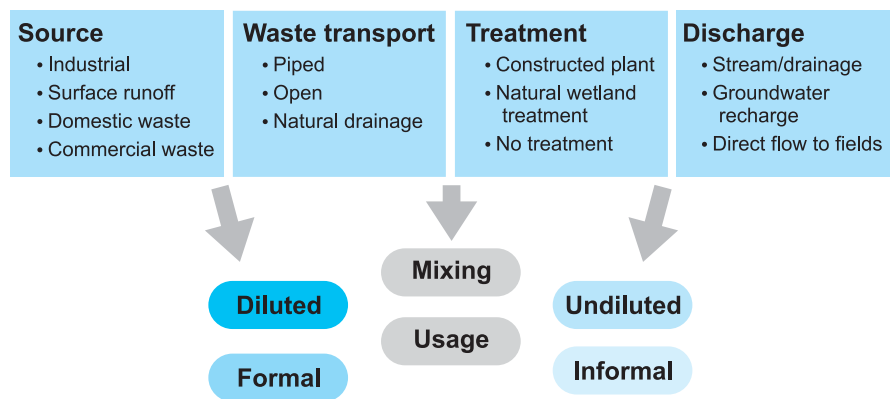 Source
• Industrial
• Surface runoff
• Domestic waste
• Commercial waste
Waste transport
• Piped
• Open
• Natural drainage
Treatment
• Constructed plant
• Natural wetland
treatment
• No treatment
Discharge
• Stream/drainage
• Groundwater
recharge
• Direct flow to fields
Diluted
Mixing
Undiluted
Formal
Usage
Informal